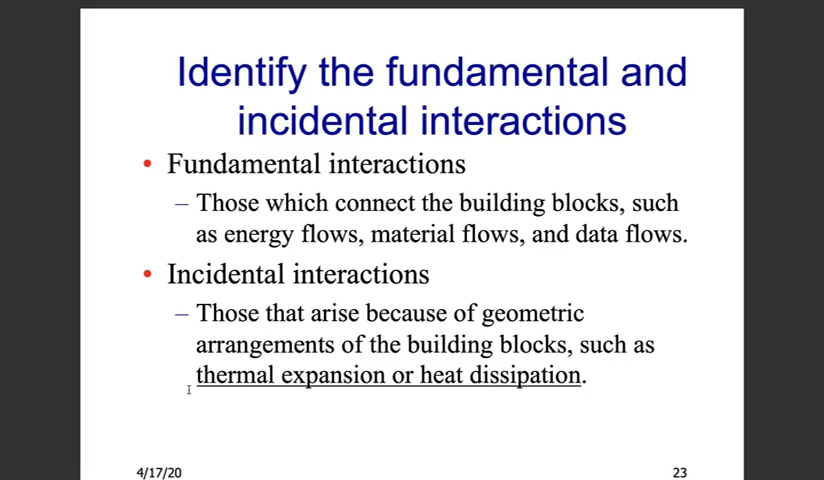 Identify the fundamental and
incidental interactions
• Fundamental interactions
– Those which connect the building blocks, such
as energy flows, material flows, and data flows.
• Incidental interactions
– Those that arise because of geometric
arrangements of the building blocks, such as
thermal expansion or heat dissipation.
4/17/20
23